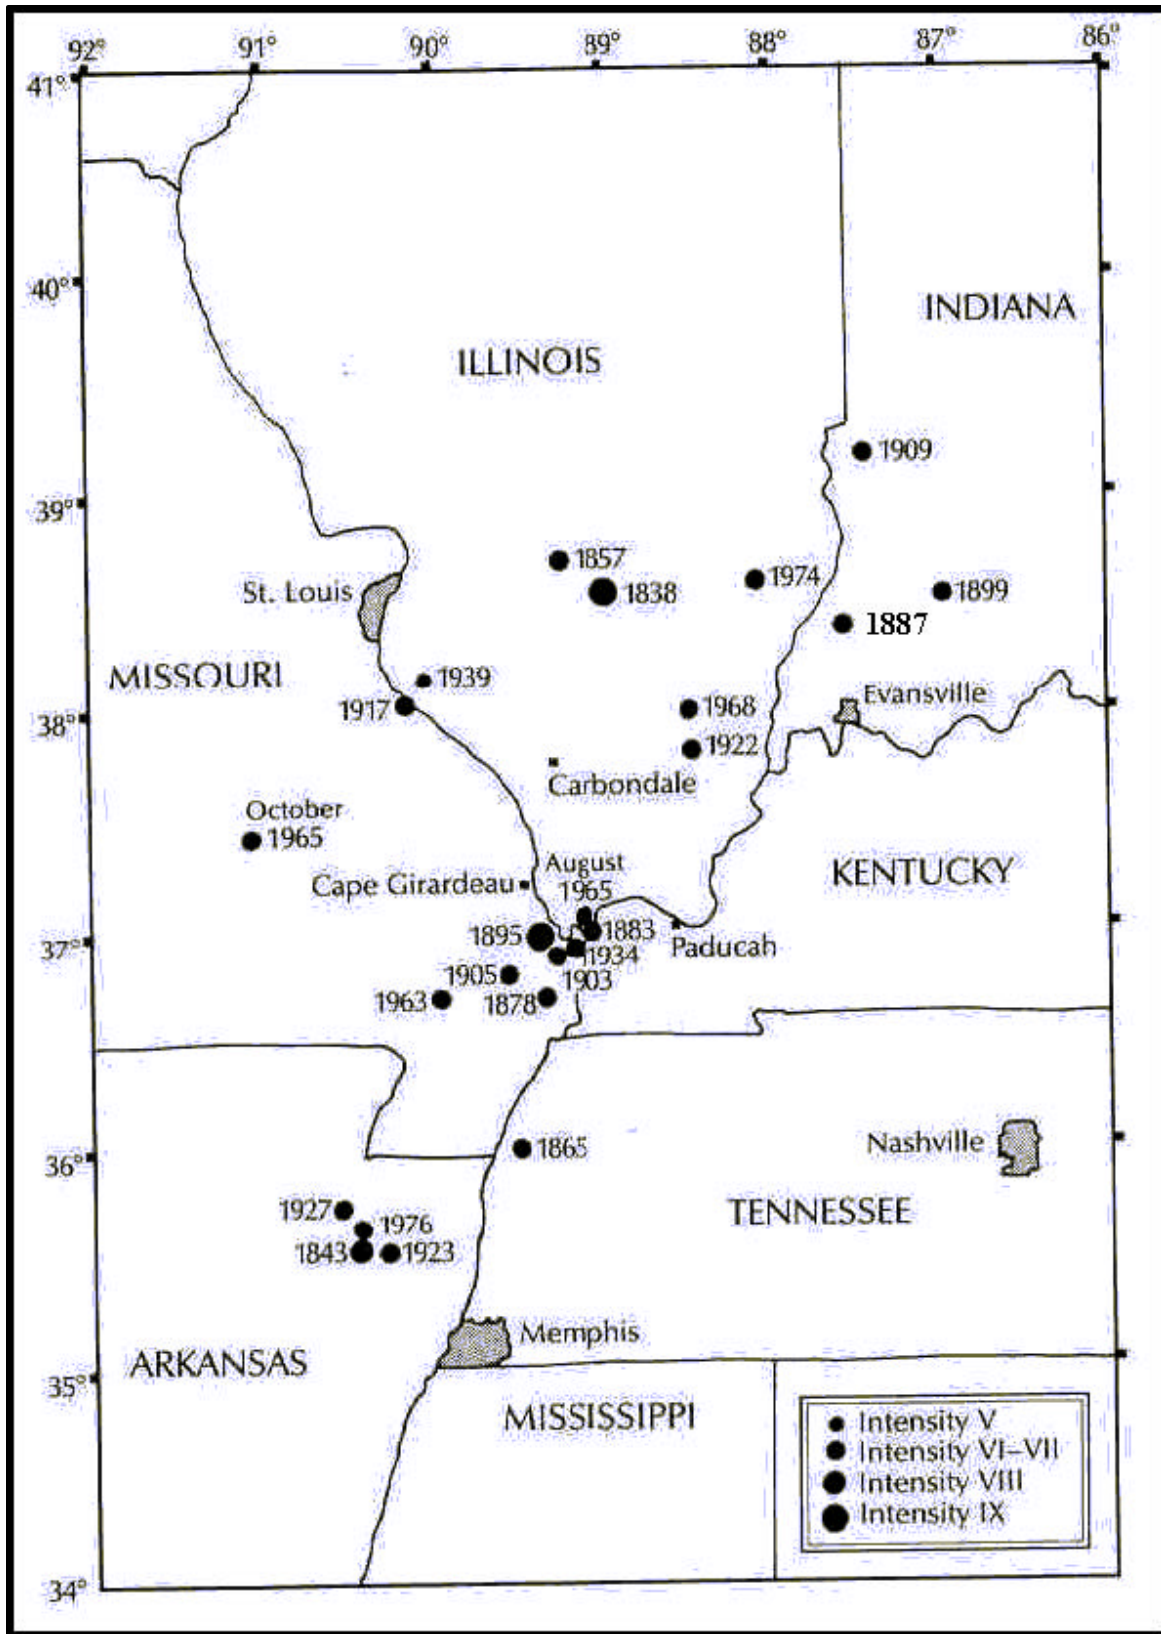 92° 91° 90° 89° 88° 87° 86°
41°
40°
INDIANA
ILLINOIS
1909
39°
1857
1974
St. Louis
1838
1899
1887
MISSOURI
1939
Evansville
1917
1968
38°
1922
Carbondale
October
1965
August
Cape Girardeau
1965
KENTUCKY
1895
1883
37°
1934
Paducah
1905
1903
1963
1878
1865
Nashville
36°
1927
1976
TENNESSEE
1843
1923
Memphis
ARKANSAS
35°
MISSISSIPPI
Intensity V
Intensity VI–VII
Intensity VIII
Intensity IX
34°